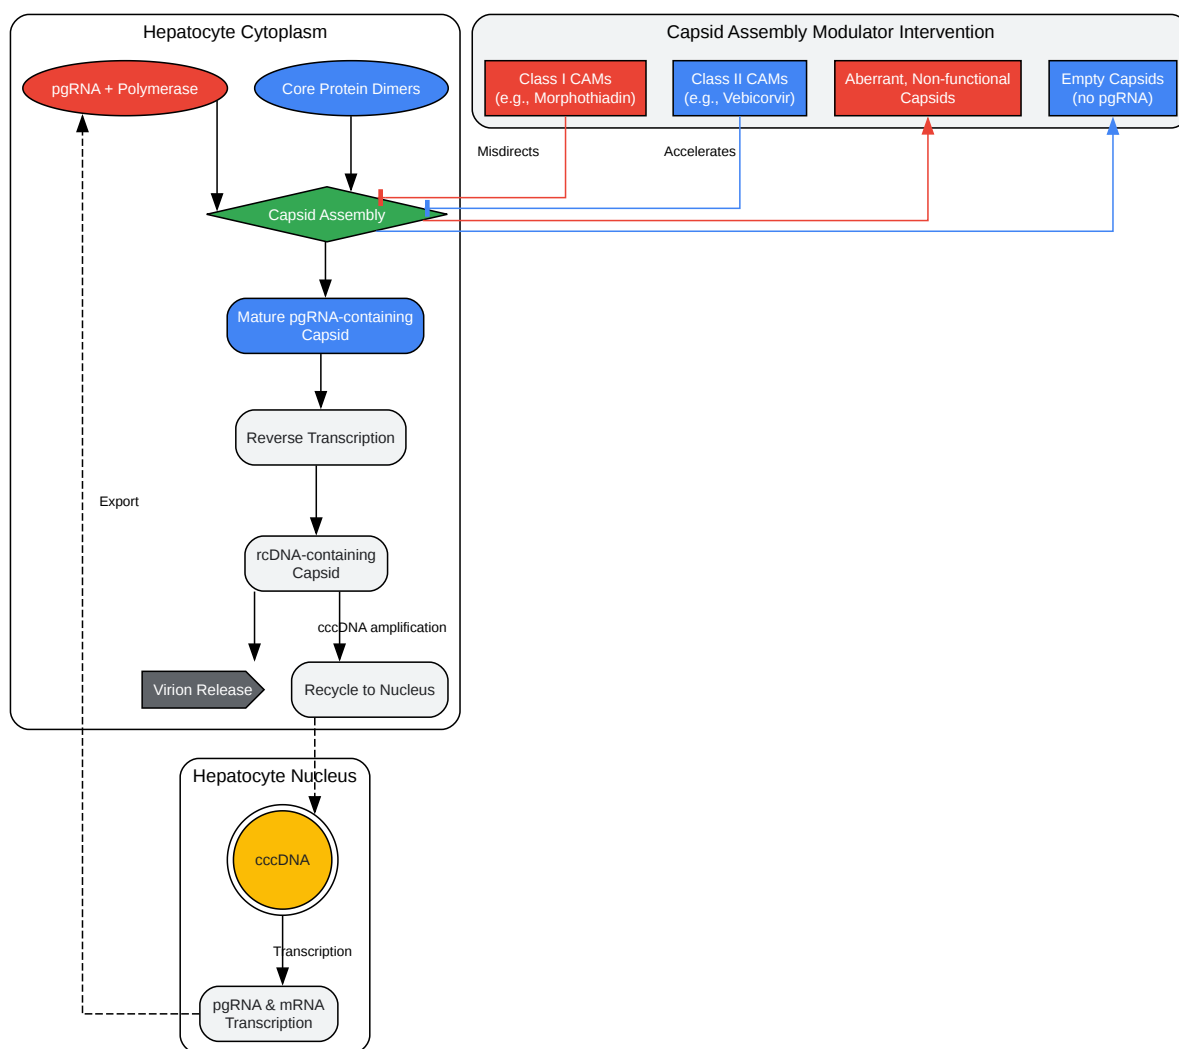 Hepatocyte Cytoplasm
Capsid Assembly Modulator Intervention
pgRNA + Polymerase
Core Protein Dimers
Class I CAMs
(e.g., Morphothiadin)
Class II CAMs
(e.g., Vebicorvir)
Aberrant, Non-functional
Capsids
Empty Capsids
(no pgRNA)
Misdirects
Accelerates
Capsid Assembly
Mature pgRNA-containing
Capsid
Reverse Transcription
Export
rcDNA-containing
Capsid
cccDNA amplification
Virion Release
Recycle to Nucleus
Hepatocyte Nucleus
cccDNA
Transcription
pgRNA & mRNA
Transcription